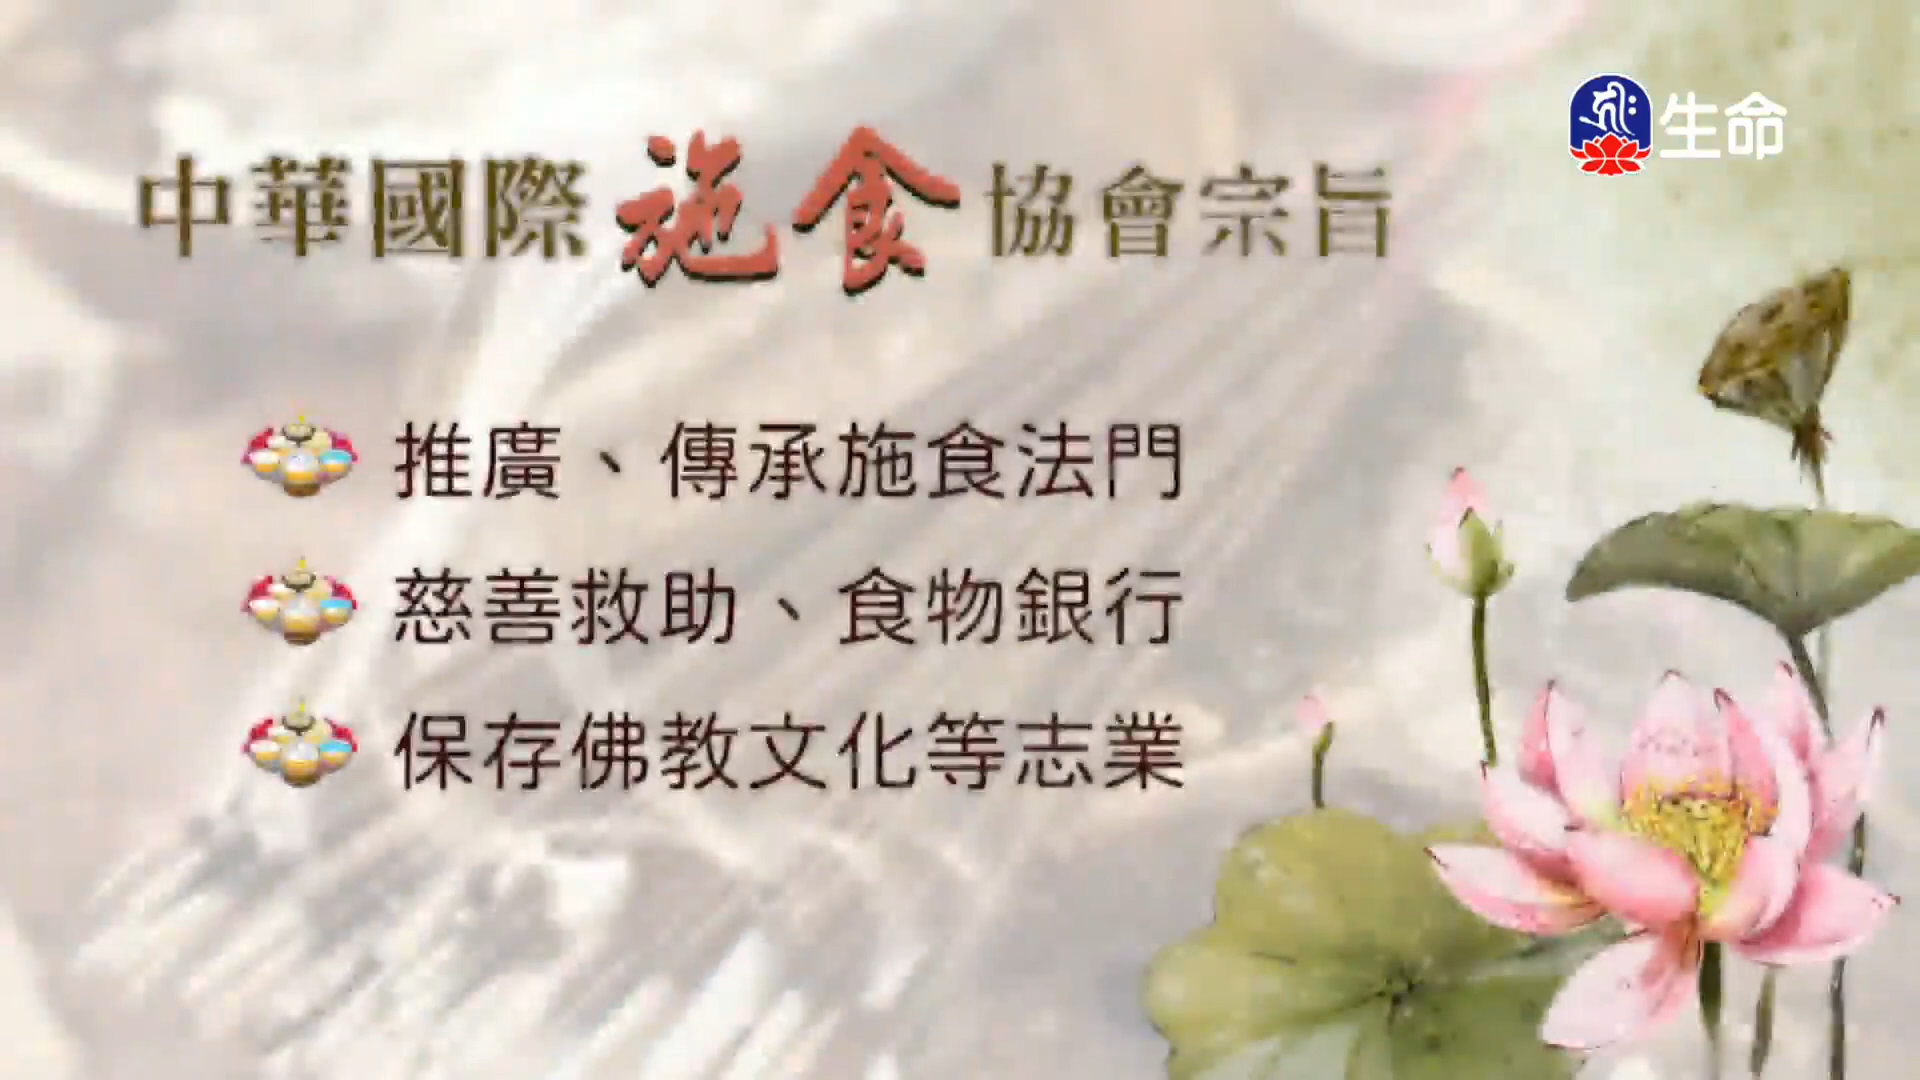 生命
中華國際施食協會宗旨
推廣、傳承施食法門
慈善救助、食物銀行
保存佛教文化等志業